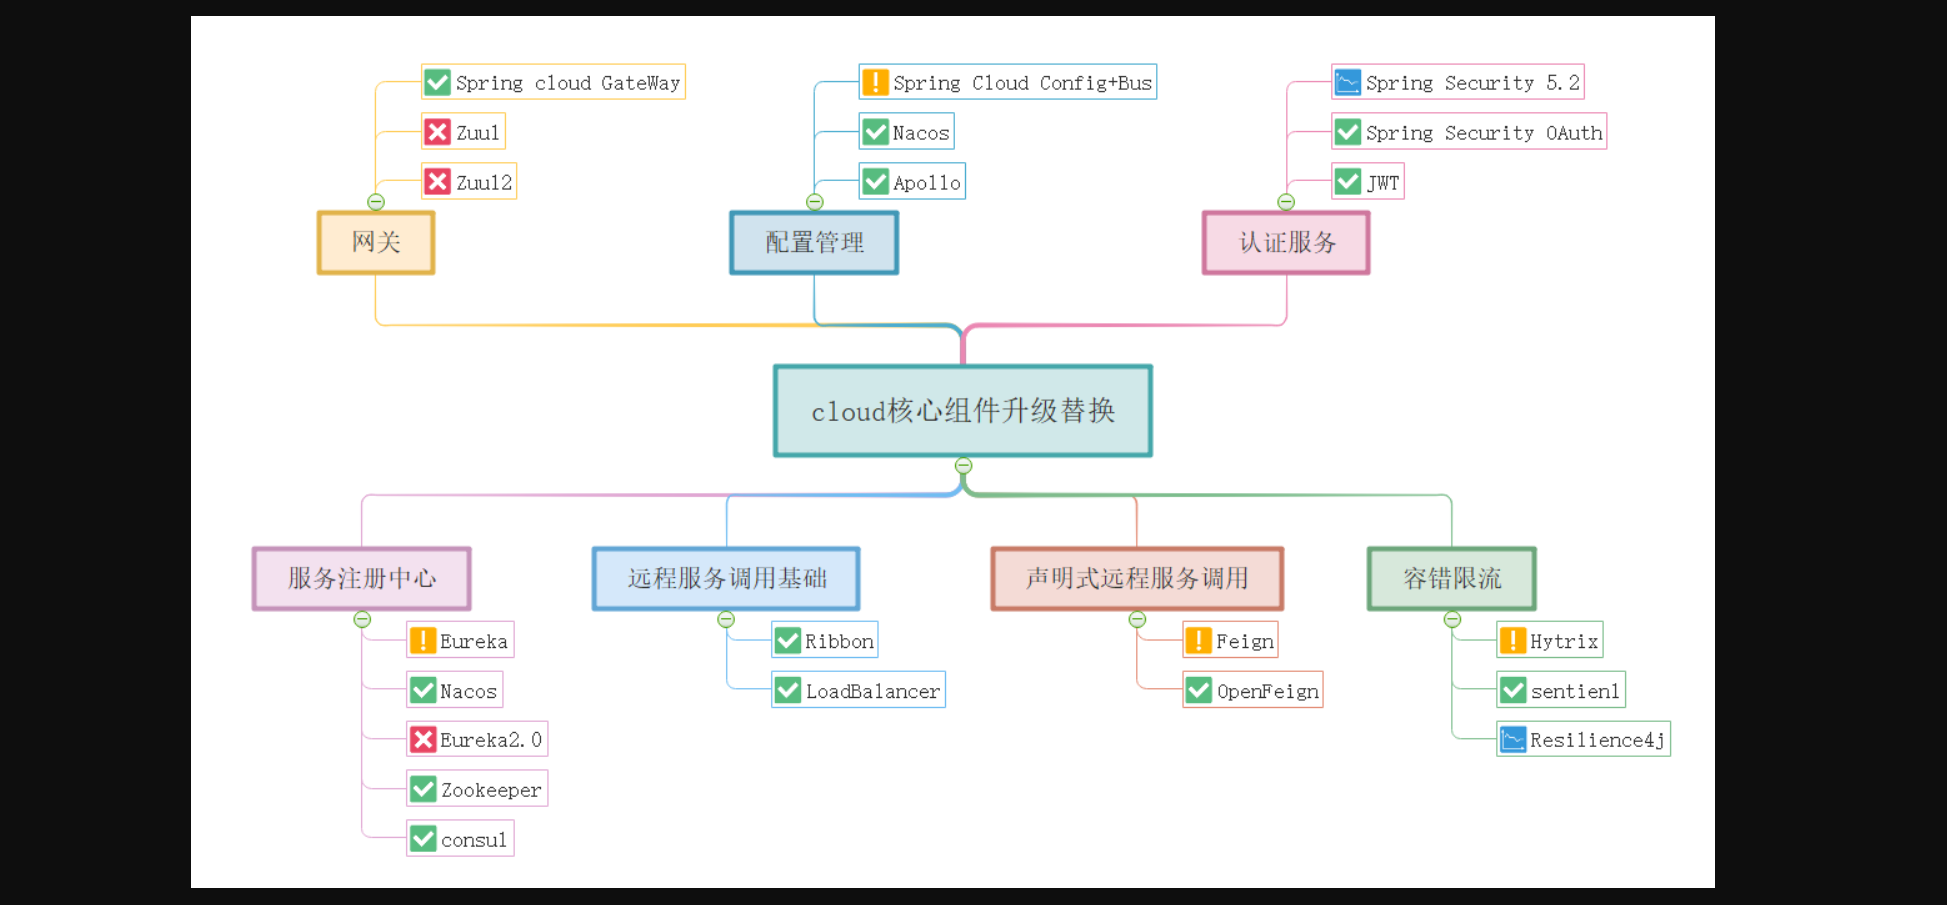 Spring cloud GateWay
Zuul
Zuul2
网关
Spring Cloud Config+Bus
Nacos
Apollo
配置管理
Spring Security 5.2
Spring Security OAuth
JWT
认证服务
cloud核心组件升级替换
服务注册中心
Eureka
Nacos
Eureka2.0
Zookeeper
consul
远程服务调用基础
Ribbon
LoadBalancer
声明式远程服务调用
Feign
OpenFeign
容错限流
Hytrix
sentienl
Resilience4j